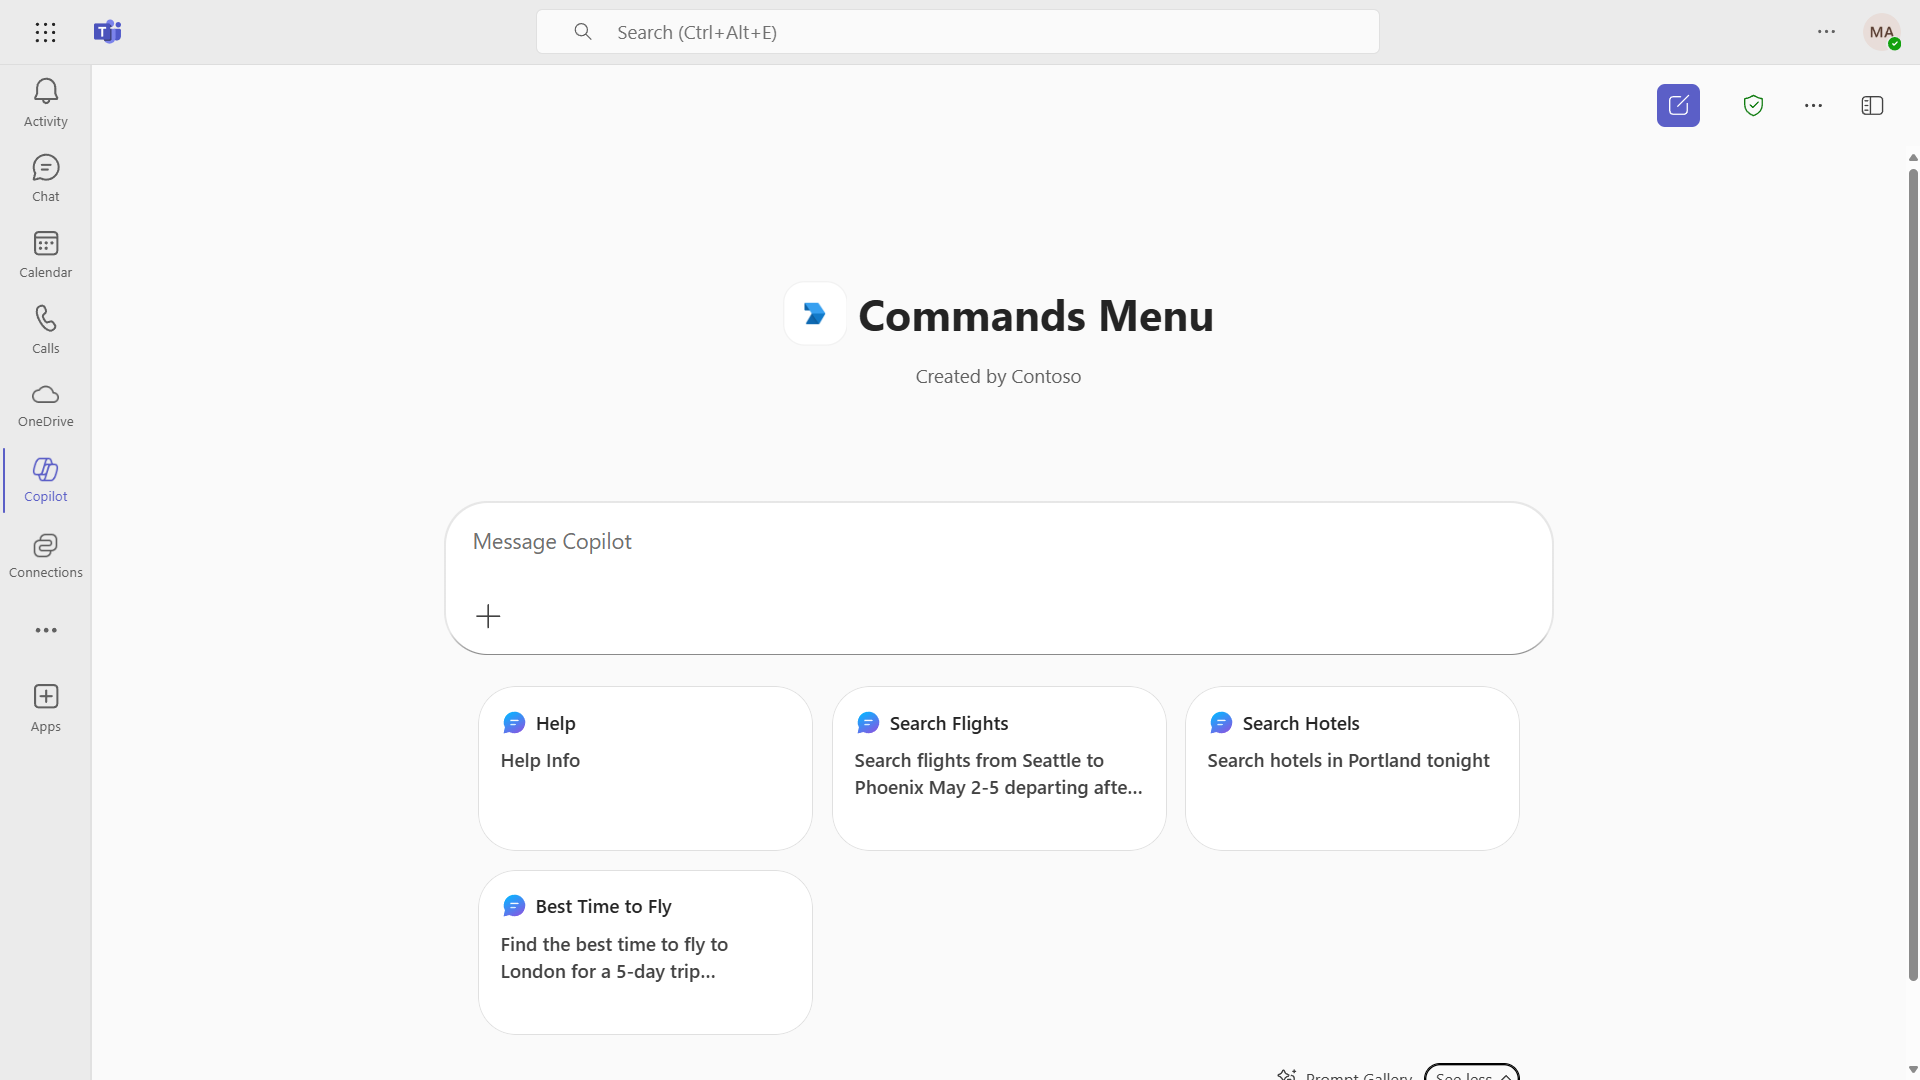 Search (Ctrl+Alt+E)
MA
Activity
Chat
Calendar
Calls
OneDrive
Copilot
Connections
Apps
Commands Menu
Created by Contoso
Message Copilot
Help
Help Info
Search Flights
Search flights from Seattle to
Phoenix May 2-5 departing afte...
Search Hotels
Search hotels in Portland tonight
Best Time to Fly
Find the best time to fly to
London for a 5-day trip...
Prompt Gallery
See less